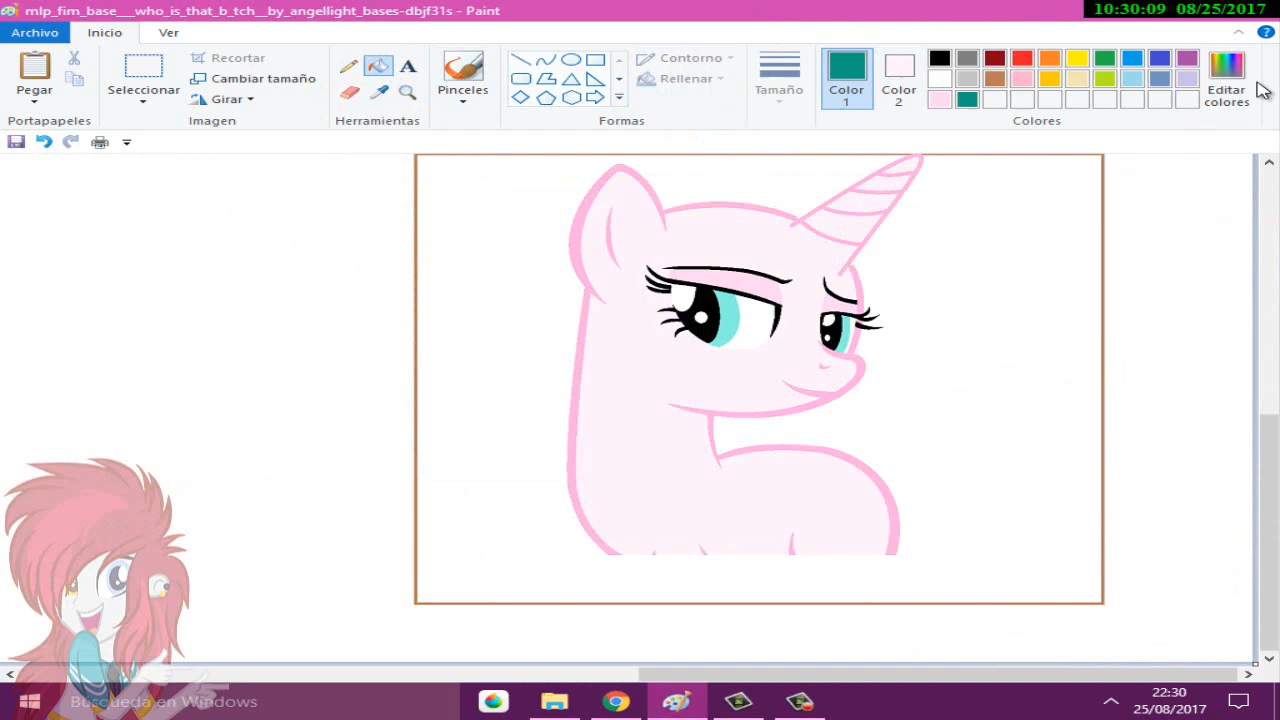 mlp_fim_base___who_is_that_b_tch__by_angellight_bases-dbjf31s - Paint
10:30:09 08/25/2017
Archivo Inicio Ver
Pegar
Portapapeles
Seleccionar
Recortar
Cambiar tamaño
Girar
Imagen
A
Herramientas
Pinceles
Contorno
Rellenar
Formas
Tamaño
Color
1
Color
2
Editar
colores
Colores
Búsqueda en Windows
22:30
25/08/2017